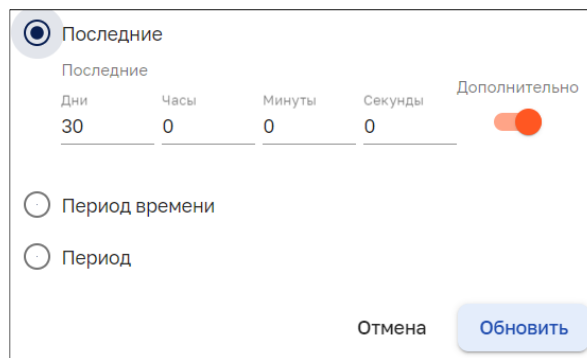 Последние
Последние
Дополнительно
Дни Часы Минуты Секунды
30 0 0 0
Период времени
Период
Отмена Обновить